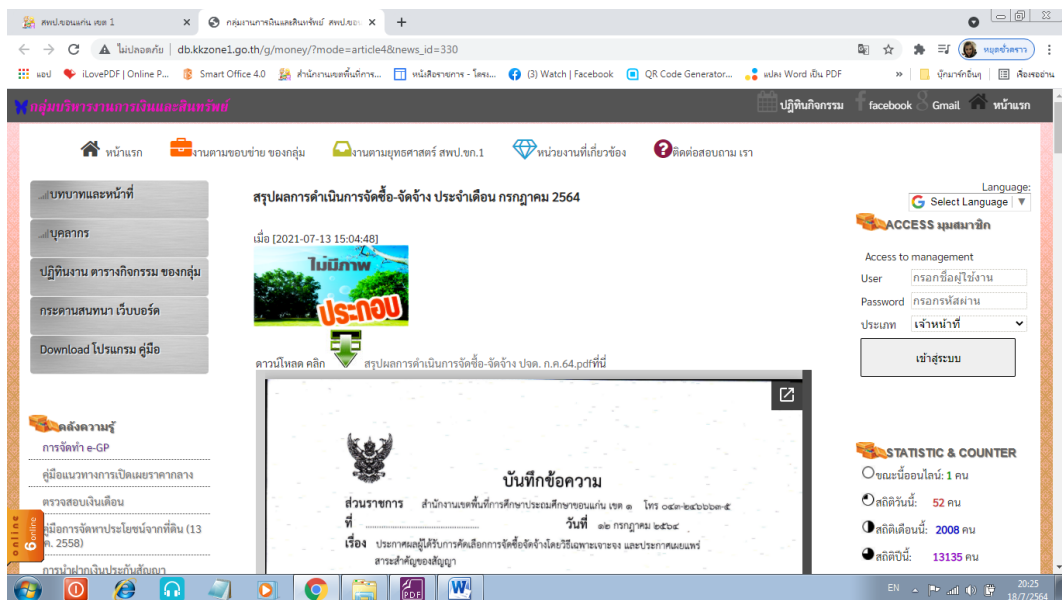 สพป.ขอนแก่น เขต 1
กลุ่มงานการเงินและสินทรัพย์ สพป.ขอน
ไม่ปลอดภัย | db.kkzone1.go.th/g/money/?mode=article4&news_id=330
หยุดชั่วคราว
แอป
iLovePDF | Online P...
Smart Office 4.0
สำนักงานเขตพื้นที่การ...
หนังสือราชการ - โครง...
(3) Watch | Facebook
QR Code Generator...
แปลง Word เป็น PDF
»
บุ๊กมาร์กอื่นๆ
เรื่องรออ่าน
กลุ่มบริหารงานการเงินและสินทรัพย์
ปฏิทินกิจกรรม
facebook
Gmail
หน้าแรก
หน้าแรก
งานตามขอบข่าย ของกลุ่ม
งานตามยุทธศาสตร์ สพป.ขก.1
หน่วยงานที่เกี่ยวข้อง
ติดต่อสอบถาม เรา
บทบาทและหน้าที่
บุคลากร
ปฏิทินงาน ตารางกิจกรรม ของกลุ่ม
กระดานสนทนา เว็บบอร์ด
Download โปรแกรม คู่มือ
คลังความรู้
การจัดทำ e-GP
คู่มือแนวทางการเปิดเผยราคากลาง
ตรวจสอบเงินเดือน
คู่มือการจัดหาประโยชน์จากที่ดิน (13
ค. 2558)
การนำฝากเงินประกันสัญญา
6 online
online
สรุปผลการดำเนินการจัดซื้อ-จัดจ้าง ประจำเดือน กรกฎาคม 2564
เมื่อ [2021-07-13 15:04:48]
ไม่มีภาพ
ประกอบ
ดาวน์โหลด คลิก สรุปผลการดำเนินการจัดซื้อ-จัดจ้าง ปจด. ก.ค.64.pdfที่นี่
บันทึกข้อความ
ส่วนราชการ สำนักงานเขตพื้นที่การศึกษาประถมศึกษาขอนแก่น เขต ๑ โทร ๐๔๓-๒๔๖๖๖๓-๕
ที่ วันที่ ๑๒ กรกฎาคม ๒๕๖๔
เรื่อง ประกาศผลผู้ได้รับการคัดเลือกการจัดซื้อจัดจ้างโดยวิธีเฉพาะเจาะจง และประกาศเผยแพร่
สาระสำคัญของสัญญา
Language:
Select Language
ACCESS มุมสมาชิก
Access to management
User กรอกชื่อผู้ใช้งาน
Password กรอกรหัสผ่าน
ประเภท เจ้าหน้าที่
เข้าสู่ระบบ
STATISTIC & COUNTER
ขณะนี้ออนไลน์: 1 คน
สถิติวันนี้: 52 คน
สถิติเดือนนี้: 2008 คน
สถิติปีนี้: 13135 คน
EN
20:25
18/7/2564